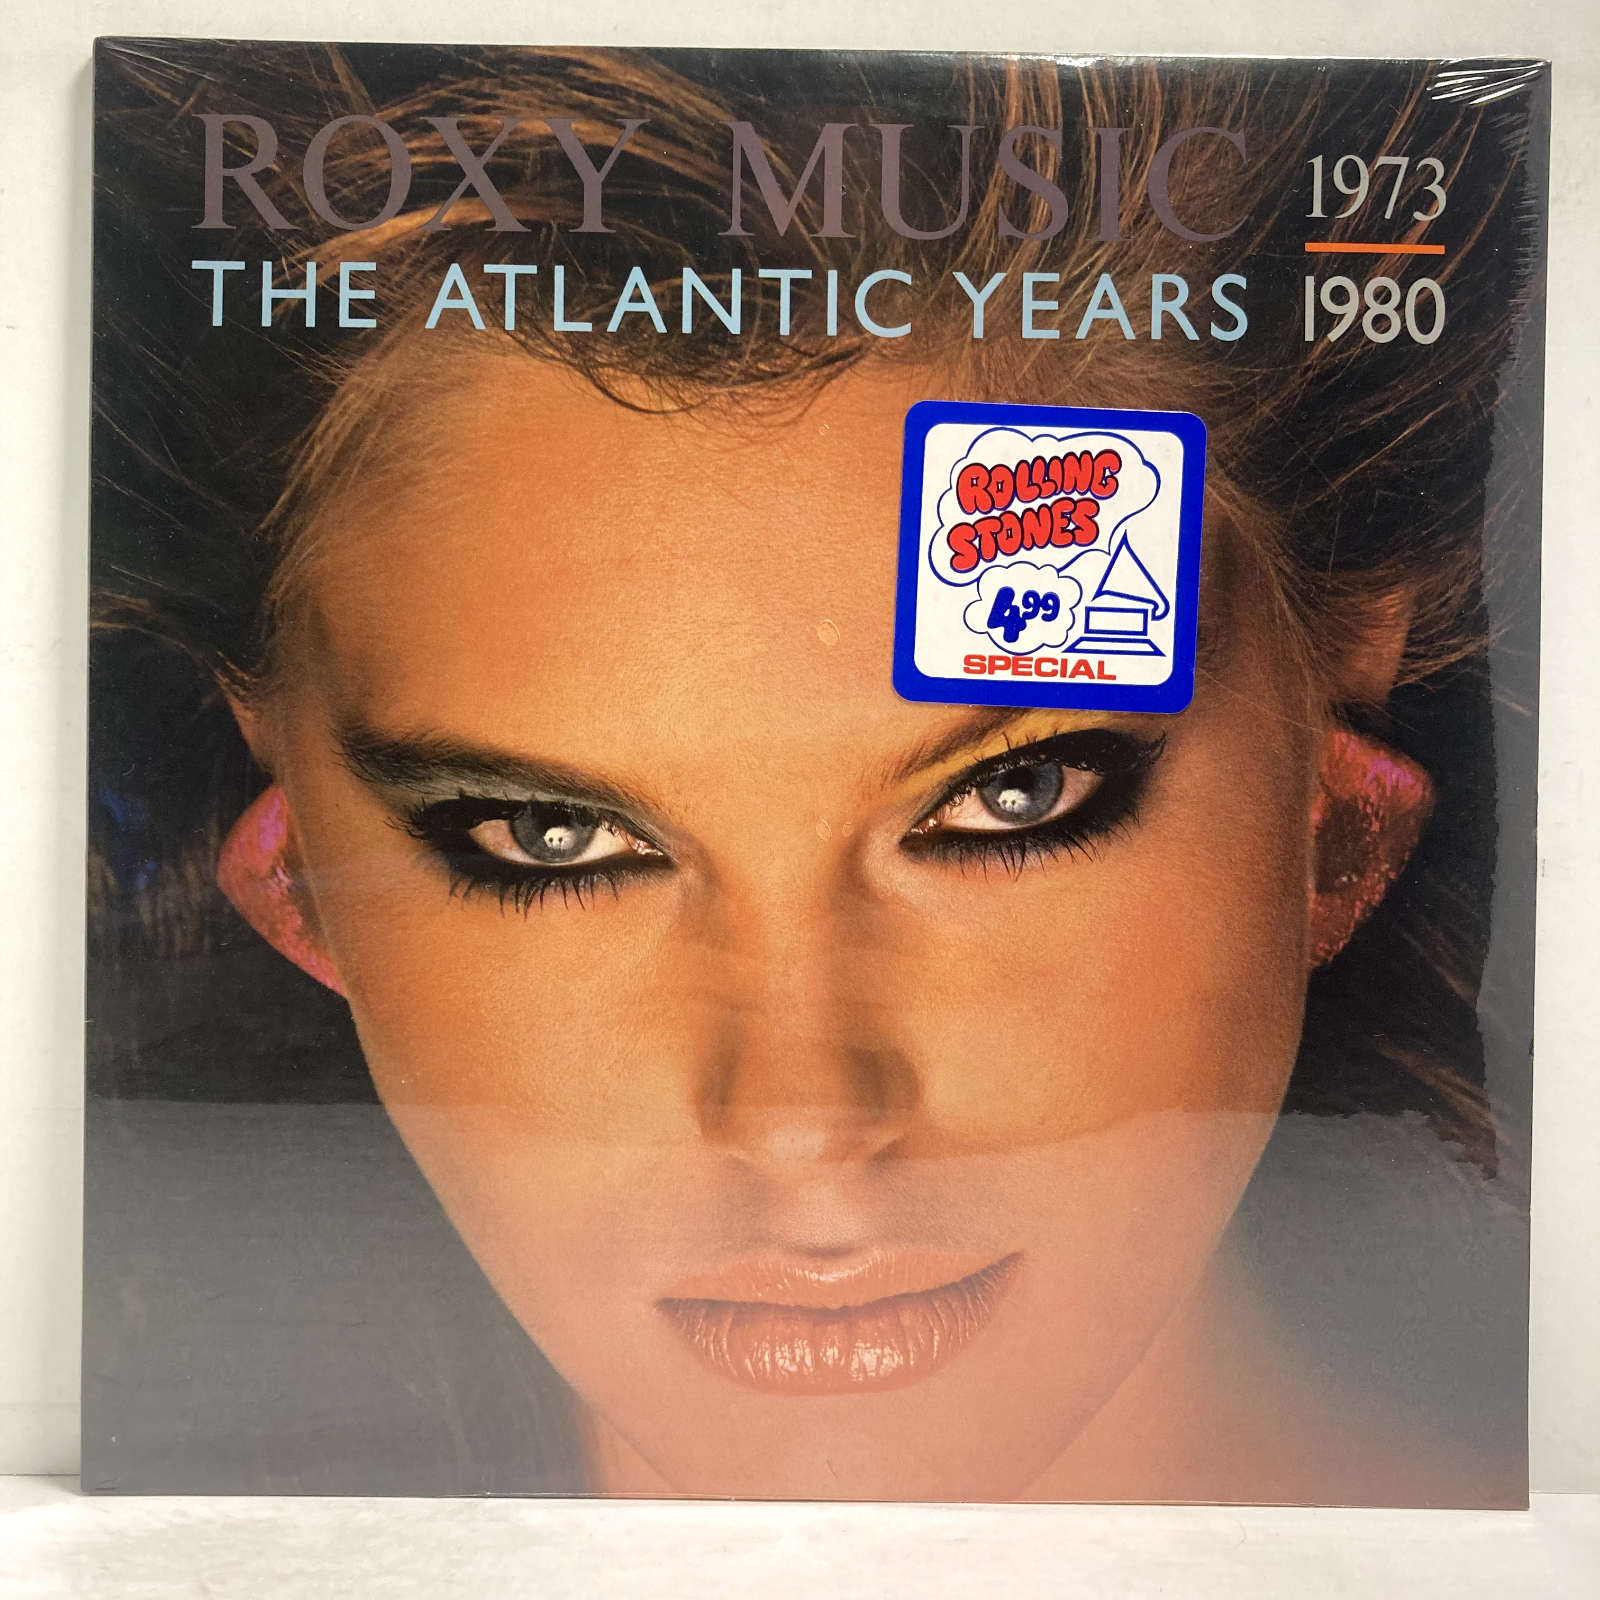 ROXY MUSIC 1973
THE ATLANTIC YEARS 1980
ROLLING
STONES
4.99
SPECIAL